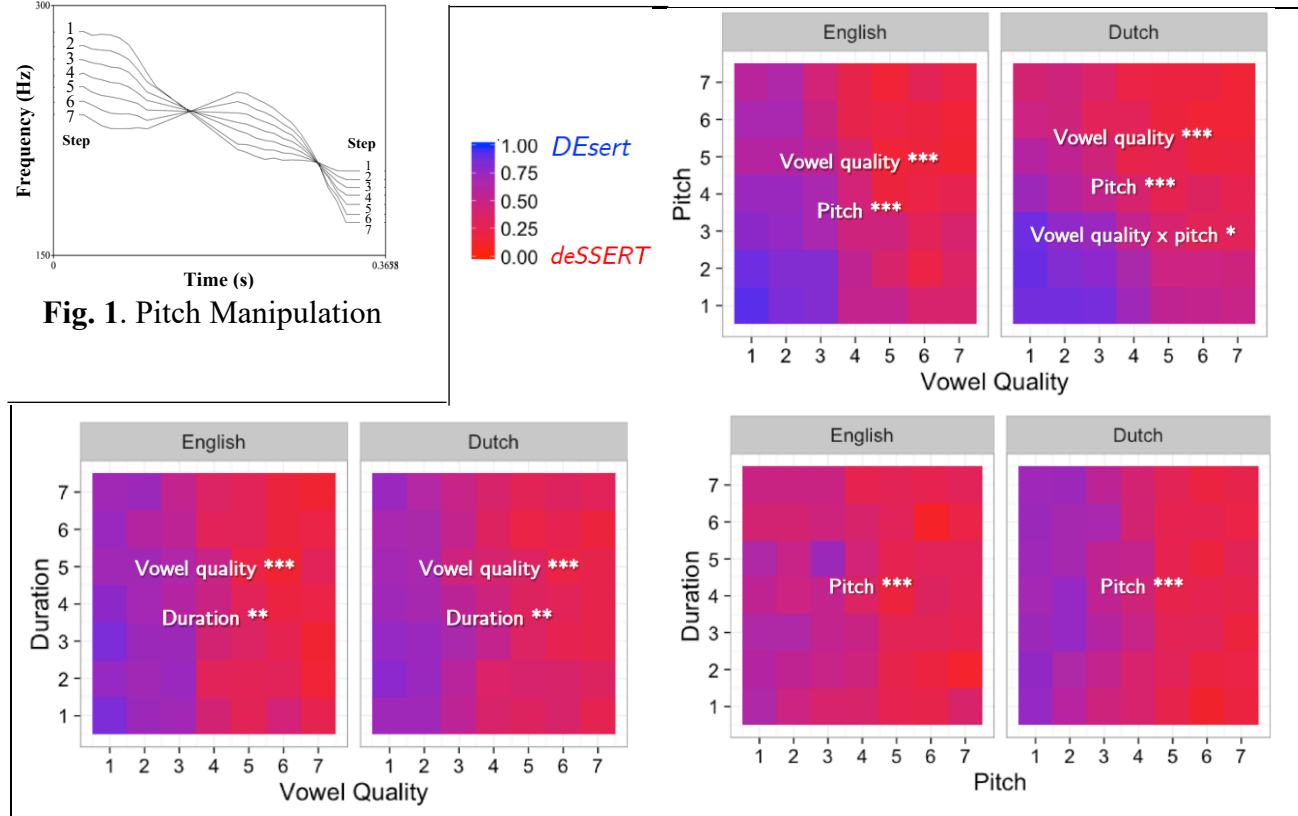 300
Frequency (Hz)
1
2
3
4
5
6
7
Step
Step
1
2
3
4
5
6
7
150
0
0.3658
Time (s)
Fig. 1. Pitch Manipulation
1.00 DEsert
0.75
0.50
0.25
0.00 deSSERT
English
Dutch
Pitch
7
6
5
4
3
2
1
Vowel quality ***
Pitch ***
Vowel quality ***
Pitch ***
Vowel quality x pitch *
1 2 3 4 5 6 7
1 2 3 4 5 6 7
Vowel Quality
English
Dutch
Duration
7
6
5
4
3
2
1
Vowel quality ***
Duration **
Vowel quality ***
Duration **
1 2 3 4 5 6 7
1 2 3 4 5 6 7
Vowel Quality
English
Dutch
Duration
7
6
5
4
3
2
1
Pitch ***
Pitch ***
1 2 3 4 5 6 7
1 2 3 4 5 6 7
Pitch